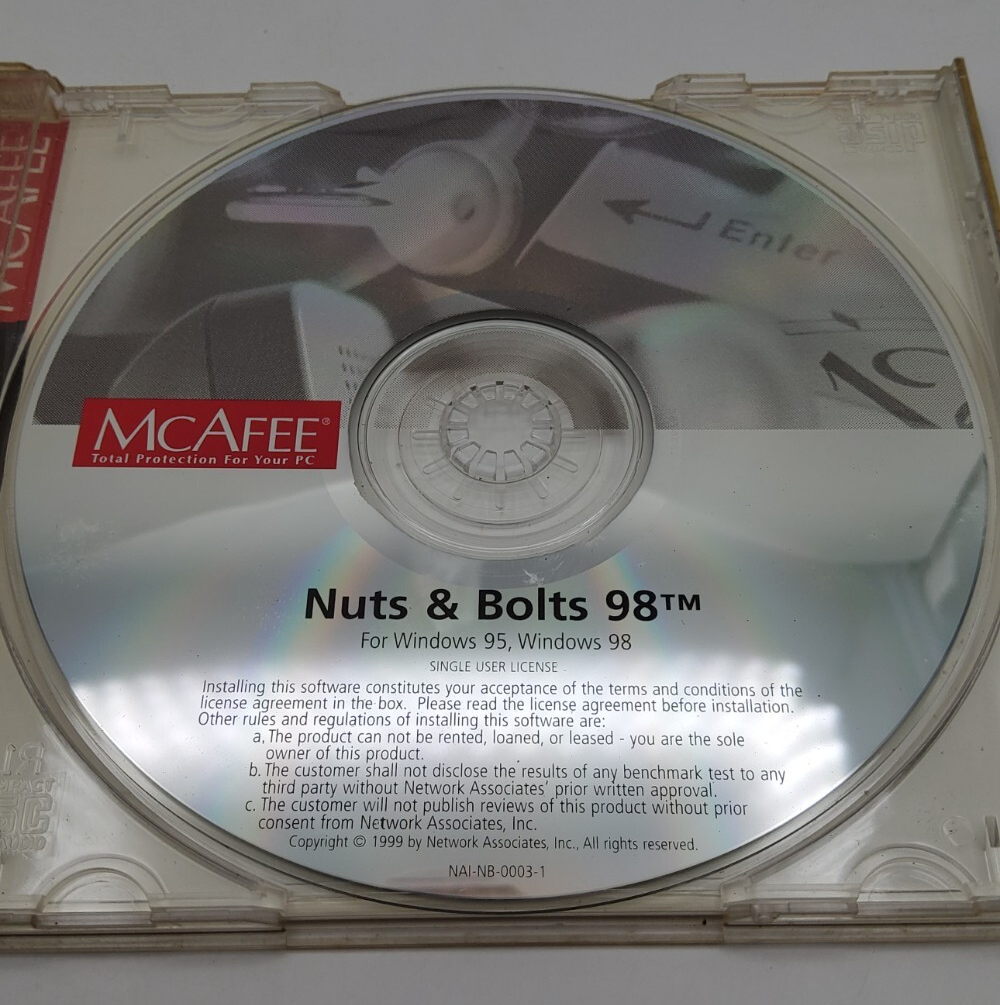 Enter
McAFEE®
Total Protection For Your PC
Nuts & Bolts 98™
For Windows 95, Windows 98
SINGLE USER LICENSE
Installing this software constitutes your acceptance of the terms and conditions of the
license agreement in the box. Please read the license agreement before installation.
Other rules and regulations of installing this software are:
a. The product can not be rented, loaned, or leased - you are the sole
owner of this product.
b. The customer shall not disclose the results of any benchmark test to any
third party without Network Associates' prior written approval.
c. The customer will not publish reviews of this product without prior
consent from Network Associates, Inc.
Copyright © 1999 by Network Associates, Inc., All rights reserved.
NAI-NB-0003-1